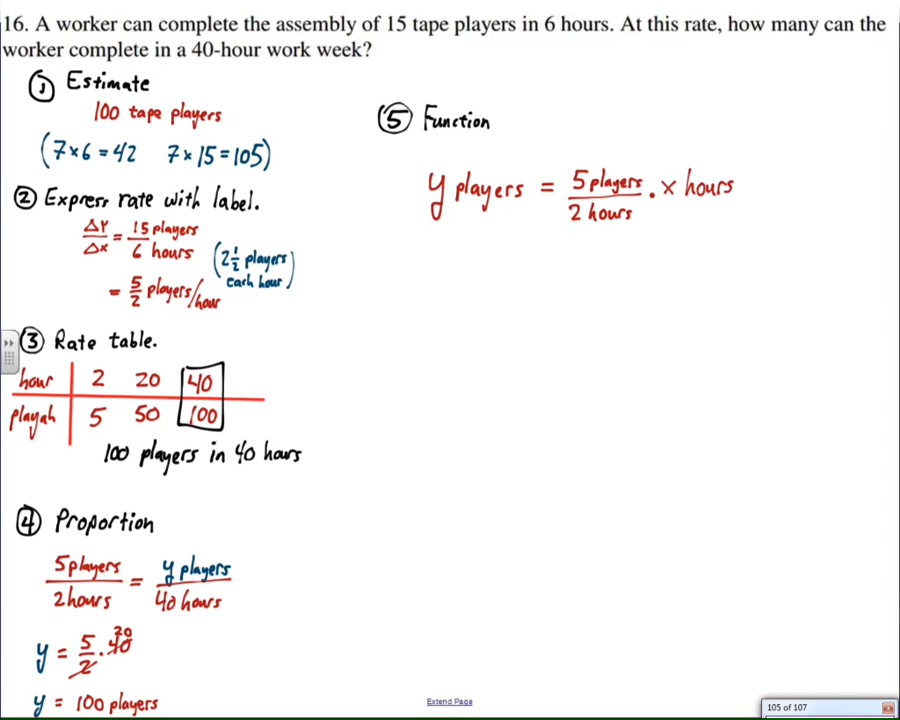 16. A worker can complete the assembly of 15 tape players in 6 hours. At this rate, how many can the
worker complete in a 40-hour work week?
① Estimate
100 tape players
(7×6=42 7×15=105)
② Express rate with label.
ΔY/ΔX = 15 players/6 hours (2½ players each hour)
= 5/2 players/hour
③ Rate table.
hour 2 20 40
playah 5 50 100
100 players in 40 hours
④ Proportion
5 players/2 hours = y players/40 hours
y = 5/2 · 40 20
y = 100 players
⑤ Function
y players = 5 players/2 hours · x hours
Extend Page
105 of 107